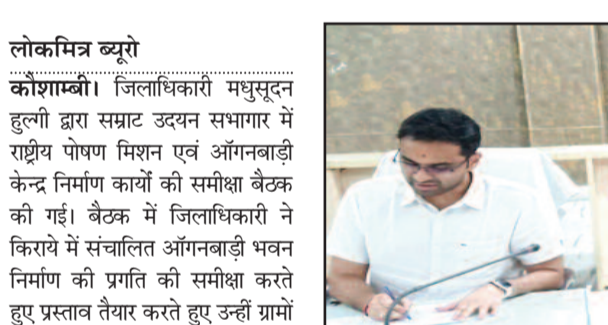 लोकमित्र ब्यूरो
कौशाम्बी। जिलाधिकारी मधुसूदन
हुल्गी द्वारा सम्राट उदयन सभागार में
राष्ट्रीय पोषण मिशन एवं ऑगनबाड़ी
केन्द्र निर्माण कार्यों की समीक्षा बैठक
की गई। बैठक में जिलाधिकारी ने
किराये में संचालित ऑगनबाड़ी भवन
निर्माण की प्रगति की समीक्षा करते
हुए प्रस्ताव तैयार करते हुए उन्हीं ग्रामों